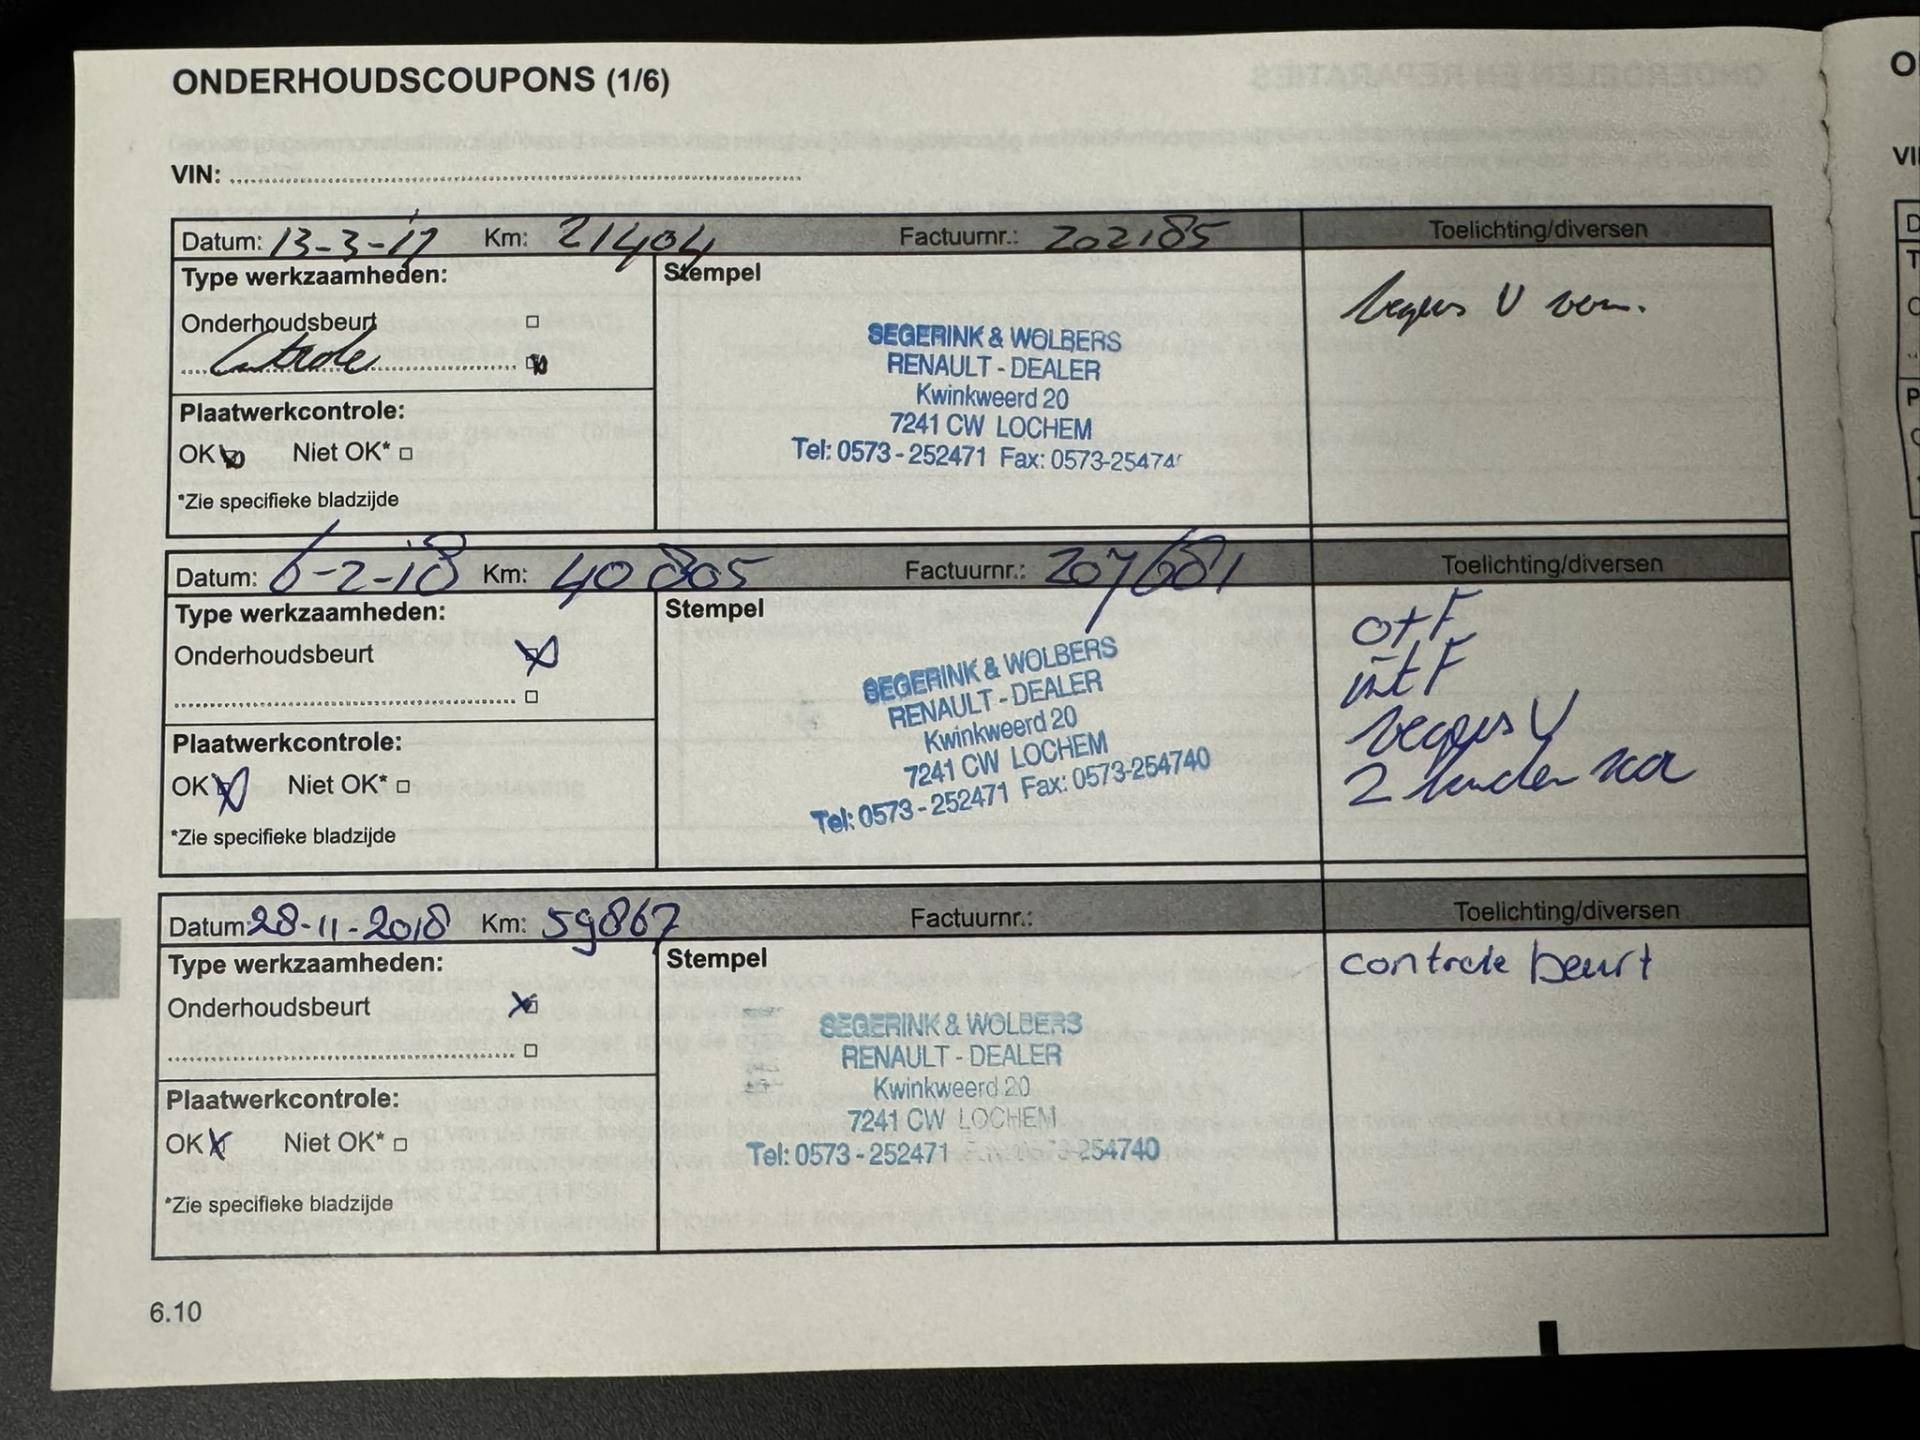 ONDERHOUDSCOUPONS (1/6)
VIN:
Datum: 13-3-17 Km: 21404 Factuurnr.: 202185 Toelichting/diversen
Type werkzaamheden:
Stempel
Onderhoudsbeurt
Controle
SEGERINK & WOLBERS
RENAULT - DEALER
Kwinkweerd 20
7241 CW LOCHEM
Tel: 0573 - 252471 Fax: 0573-25474
Plaatwerkcontrole:
OK Niet OK*
*Zie specifieke bladzijde
Datum: 6-2-18 Km: 40805 Factuurnr.: 207681 Toelichting/diversen
Type werkzaamheden:
Stempel
Onderhoudsbeurt
SEGERINK & WOLBERS
RENAULT - DEALER
Kwinkweerd 20
7241 CW LOCHEM
Tel: 0573 - 252471 Fax: 0573-254740
O+F
int F
V
2
Plaatwerkcontrole:
OK Niet OK*
*Zie specifieke bladzijde
Datum: 28-11-2018 Km: 59867 Factuurnr.: Toelichting/diversen
Type werkzaamheden:
Stempel
controle beurt
Onderhoudsbeurt
SEGERINK & WOLBERS
RENAULT - DEALER
Kwinkweerd 20
7241 CW LOCHEM
Tel: 0573 - 252471 254740
Plaatwerkcontrole:
OK Niet OK*
*Zie specifieke bladzijde
6.10